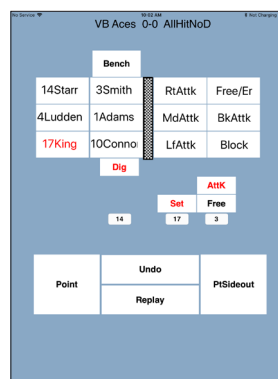 No Service 10:02 AM Not Charging
VB Aces 0-0 AllHitNoD
Bench
14Starr 3Smith RtAttk Free/Er
4Ludden 1Adams MdAttk BkAttk
17King 10Conno LfAttk Block
Dig
AttK
Set Free
14 17 3
Point Undo PtSideout
Replay